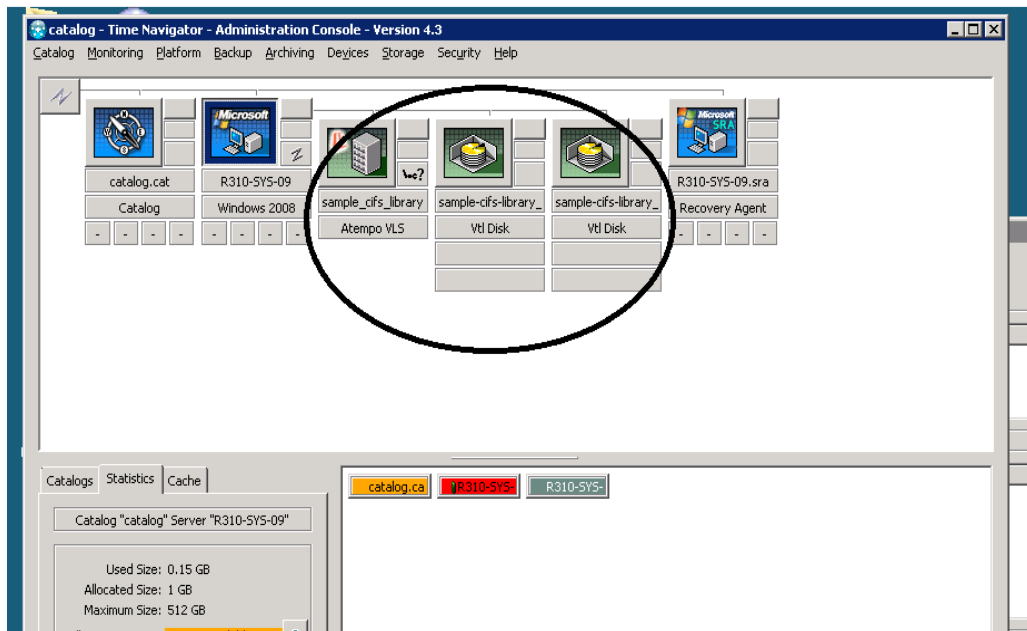 catalog - Time Navigator - Administration Console - Version 4.3
Catalog Monitoring Platform Backup Archiving Devices Storage Security Help
Microsoft
Microsoft
SRA
?
catalog.cat R310-SYS-09 sample_cifs_library sample-cifs-library_ sample-cifs-library_ R310-SYS-09.sra
Catalog Windows 2008 Atempo VLS Vtl Disk Vtl Disk Recovery Agent
- - - - - - - - - - - -
Catalogs Statistics Cache
catalog.ca R310-SYS- R310-SYS-
Catalog "catalog" Server "R310-SYS-09"
Used Size: 0.15 GB
Allocated Size: 1 GB
Maximum Size: 512 GB